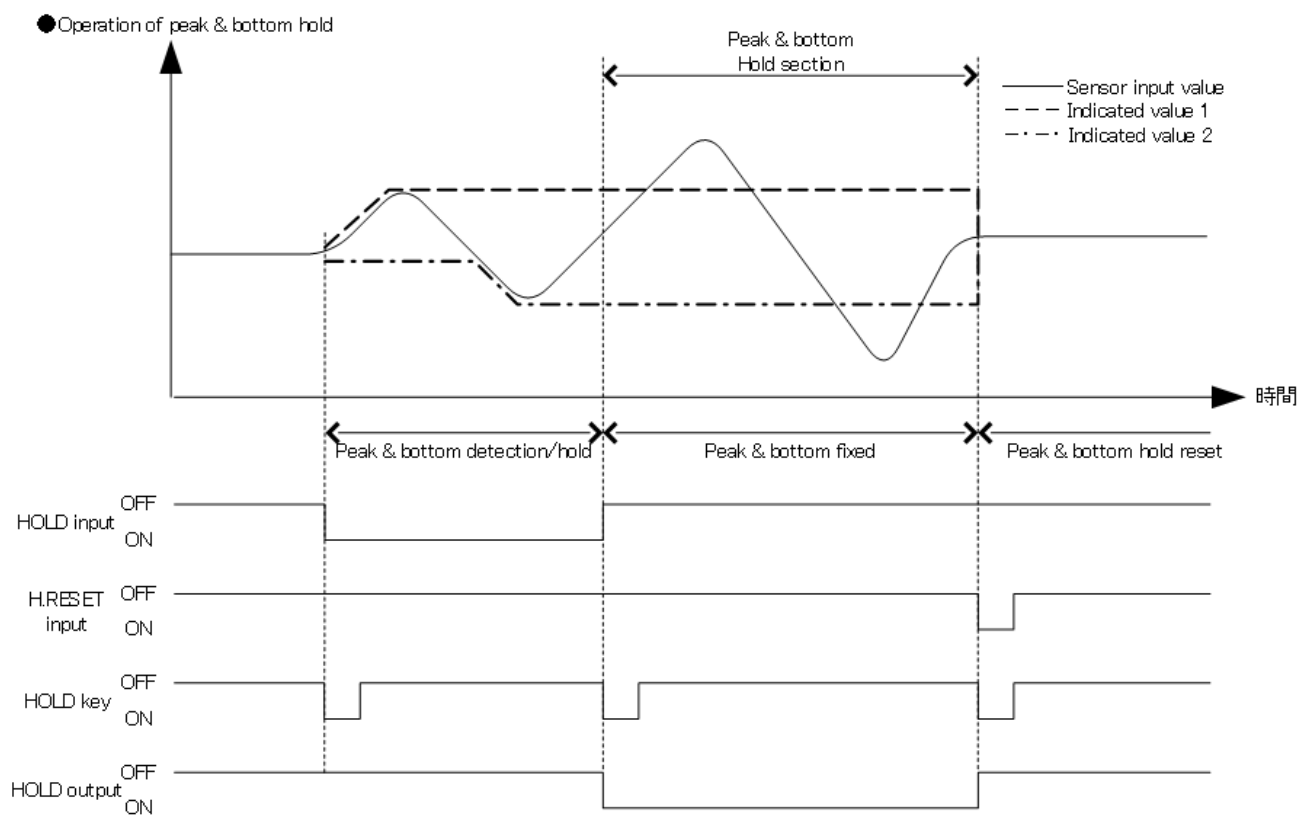 ●Operation of peak & bottom hold
Peak & bottom
Hold section
Sensor input value
Indicated value 1
Indicated value 2
時間
Peak & bottom detection/hold
Peak & bottom fixed
Peak & bottom hold reset
HOLD input
OFF
ON
H.RESET
input
OFF
ON
HOLD key
OFF
ON
HOLD output
OFF
ON